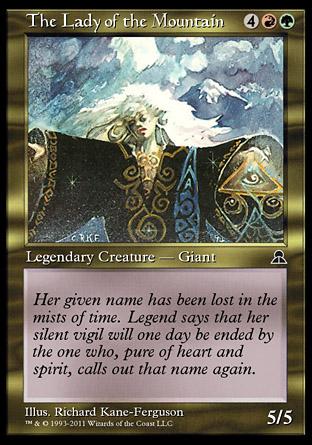 The Lady of the Mountain 4
CRKF
Legendary Creature — Giant
Her given name has been lost in the
mists of time. Legend says that her
silent vigil will one day be ended by
the one who, pure of heart and
spirit, calls out that name again.
Illus. Richard Kane-Ferguson
™ & © 1993-2011 Wizards of the Coast LLC
5/5